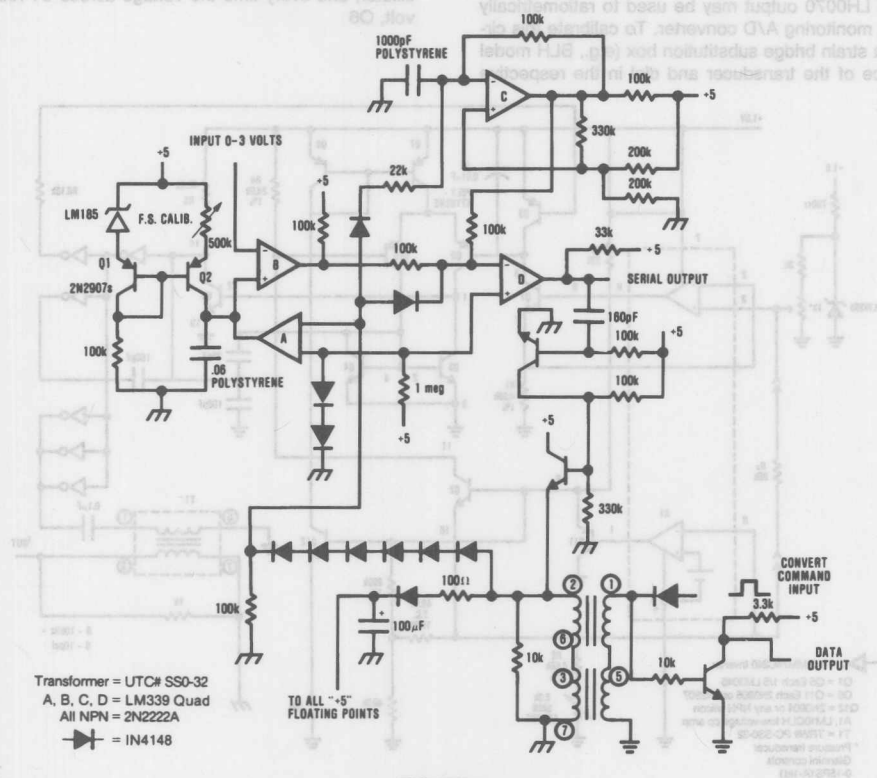 LH0070 output may be used to ratiometrically
monitoring A/D converter. To calibrate
strain bridge substitution box (e.g., BLH model
of the transducer and dial in the respective
100k
1000pF
POLYSTYRENE
−
+
C
100k
+5
330k
200k
200k
INPUT 0–3 VOLTS
+5
+5
22k
LM185
F.S. CALIB.
500k
100k
100k
100k
33k
+5
Q1
Q2
2N2907s
−
+
B
−
+
D
SERIAL OUTPUT
A
160pF
100k
+5
100k
100k
.06
POLYSTYRENE
1 meg
+5
+5
330k
CONVERT
COMMAND
INPUT
100k
100Ω
+
100µF
2
1
3.3k
+5
10k
6
3
5
10k
DATA
OUTPUT
7
TO ALL "+5"
FLOATING POINTS
Transformer = UTC# SS0-32
A, B, C, D = LM339 Quad
All NPN = 2N2222A
= IN4148